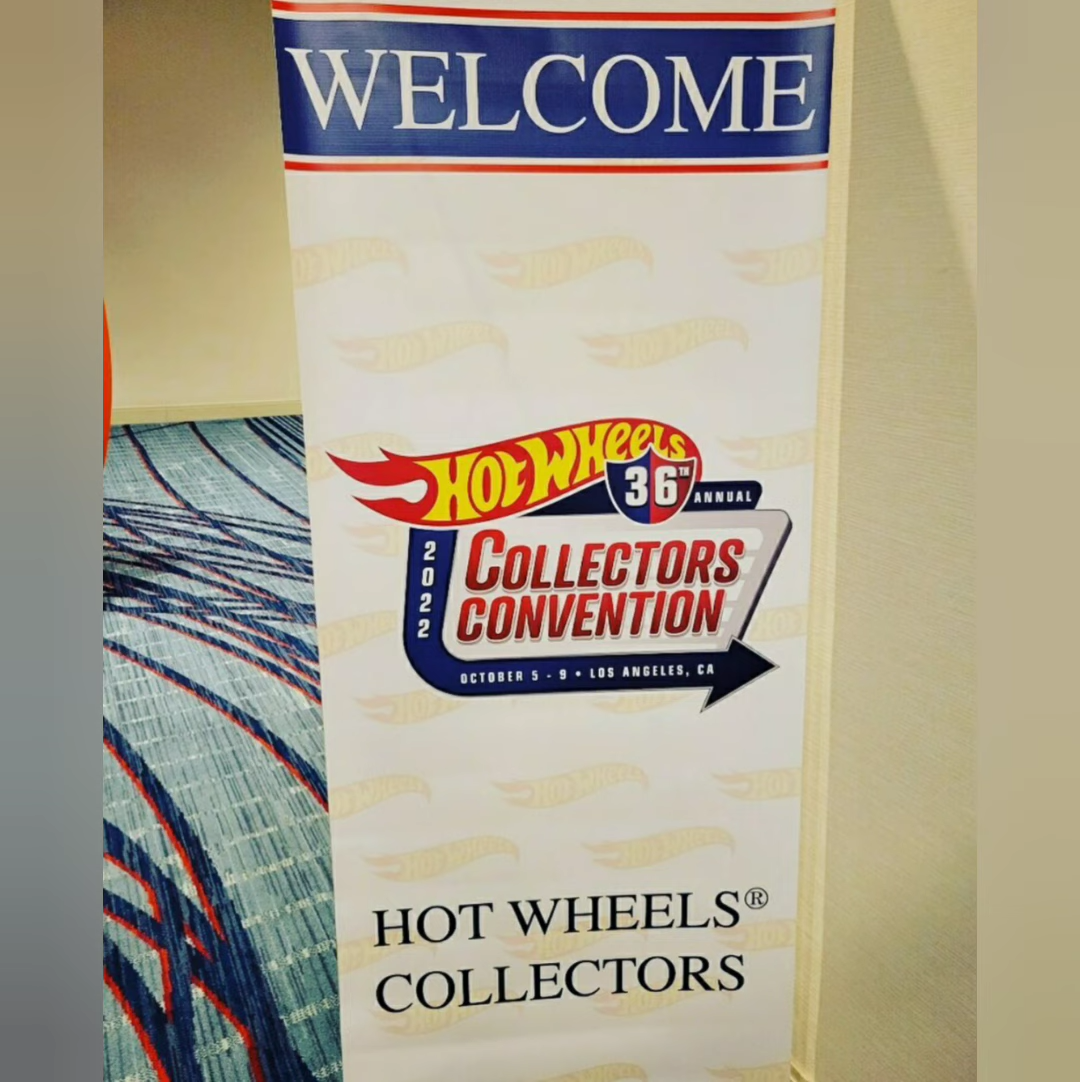 WELCOME
HOT WHEELS
36TH
ANNUAL
2022
COLLECTORS
CONVENTION
OCTOBER 5 - 9 • LOS ANGELES, CA
HOT WHEELS®
COLLECTORS